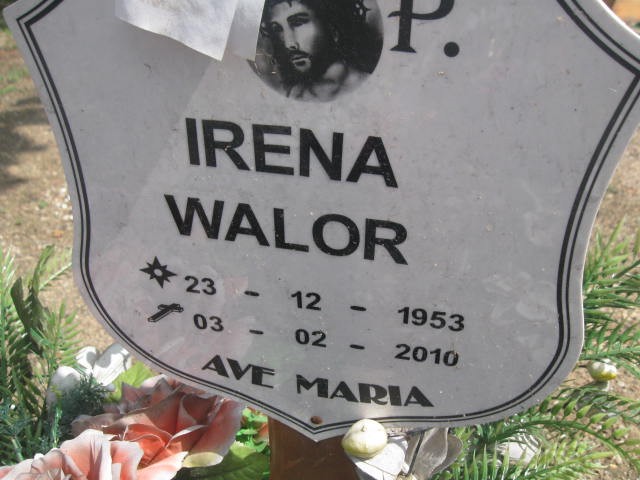 P.
IRENA
WALOR
23 - 12 - 1953
03 - 02 - 2010
AVE MARIA